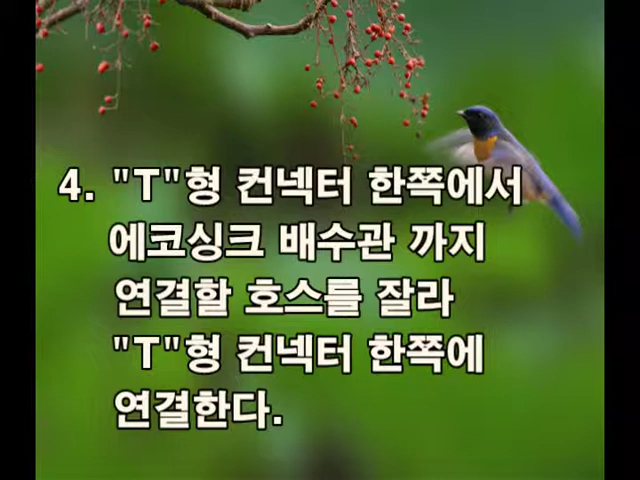 4. "T"형 컨넥터 한쪽에서
에코싱크 배수관 까지
연결할 호스를 잘라
"T"형 컨넥터 한쪽에
연결한다.